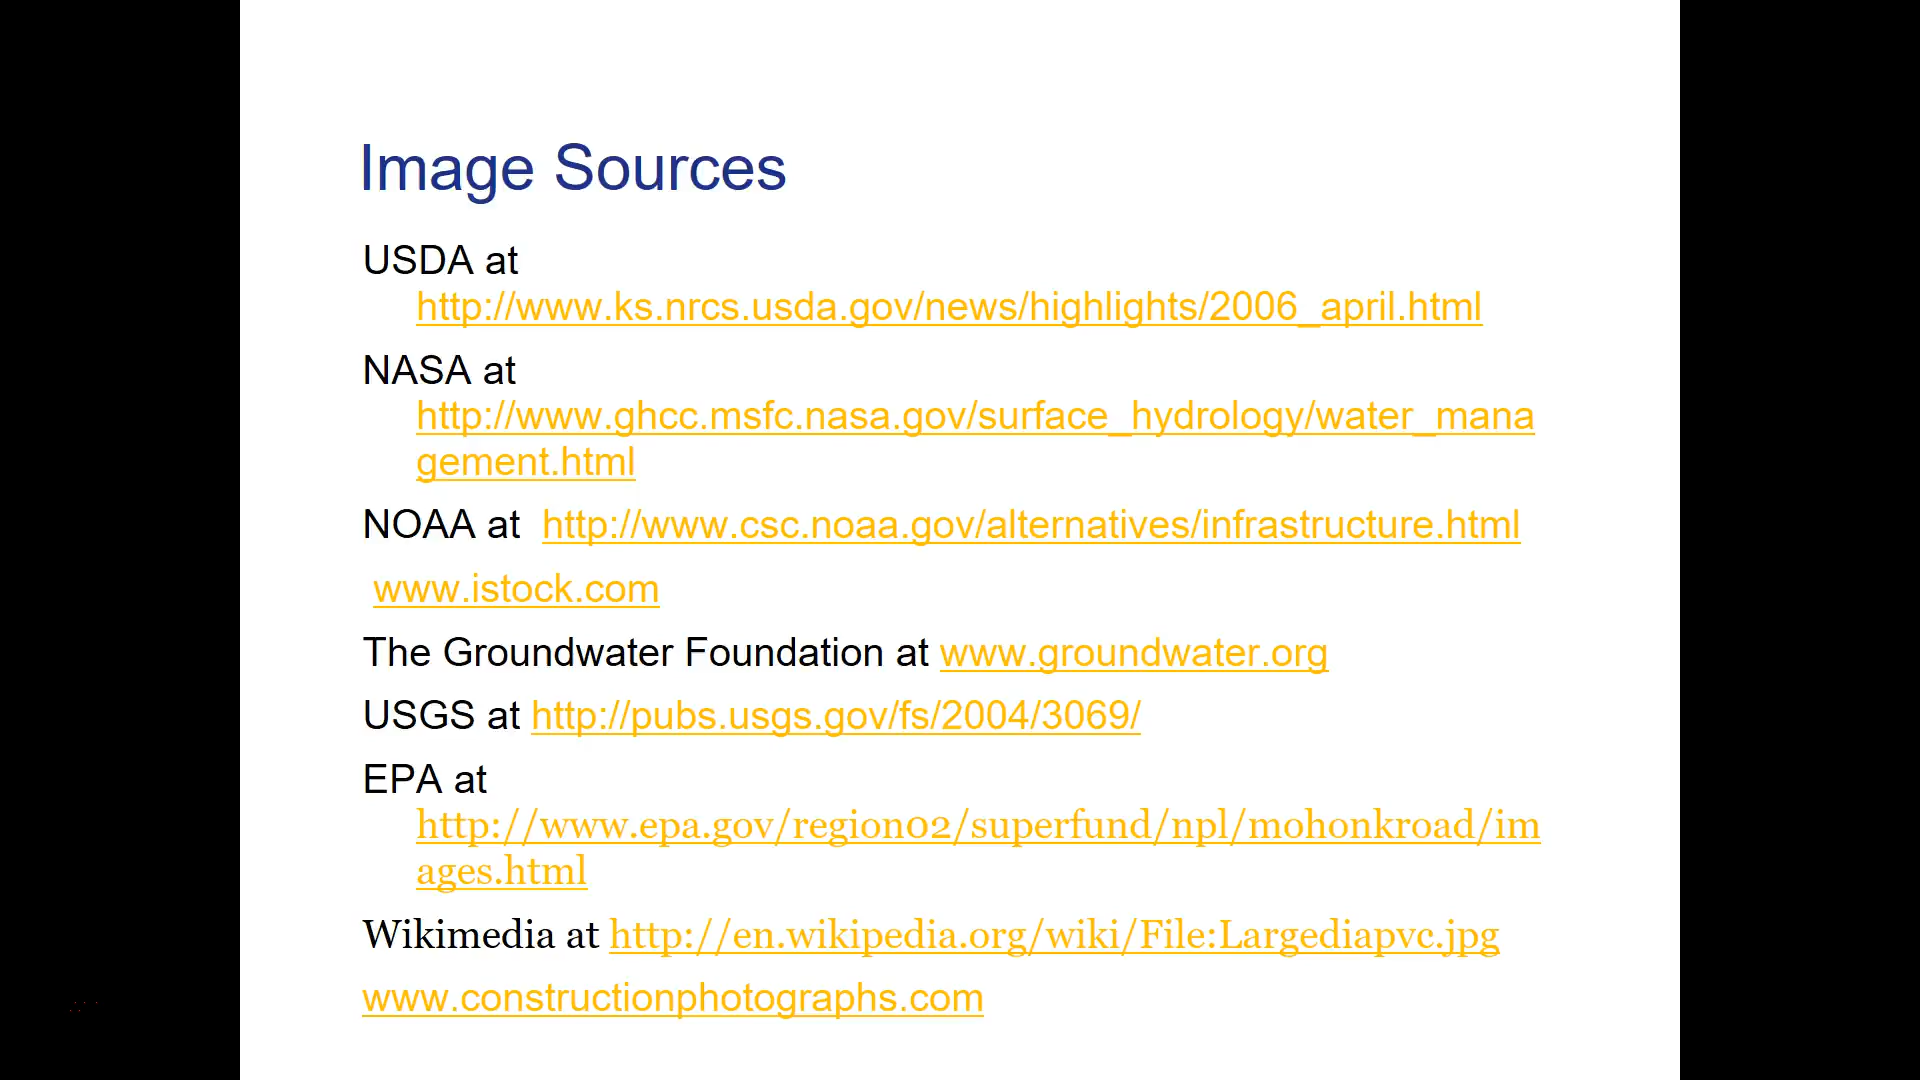 Image Sources
USDA at
http://www.ks.nrcs.usda.gov/news/highlights/2006_april.html
NASA at
http://www.ghcc.msfc.nasa.gov/surface_hydrology/water_mana
gement.html
NOAA at http://www.csc.noaa.gov/alternatives/infrastructure.html
www.istock.com
The Groundwater Foundation at www.groundwater.org
USGS at http://pubs.usgs.gov/fs/2004/3069/
EPA at
http://www.epa.gov/region02/superfund/npl/mohonkroad/im
ages.html
Wikimedia at http://en.wikipedia.org/wiki/File:Largediapvc.jpg
www.constructionphotographs.com